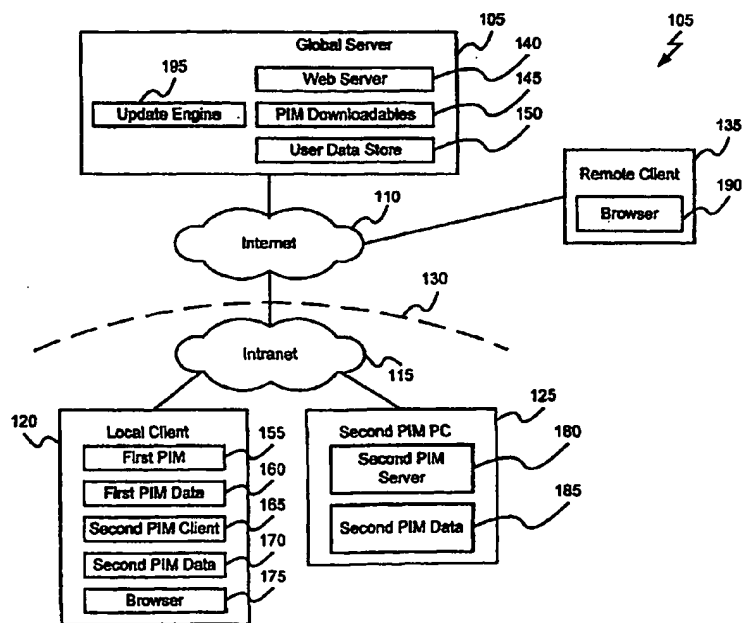 Global Server
105
105
140
Web Server
195
145
Update Engine
PIM Downloadables
150
User Data Store
135
Remote Client
110
190
Browser
Internet
130
Intranet
115
120
125
Local Client
155
Second PIM PC
180
First PIM
160
Second PIM
Server
First PIM Data
165
185
Second PIM Client
170
Second PIM Data
Second PIM Data
175
Browser